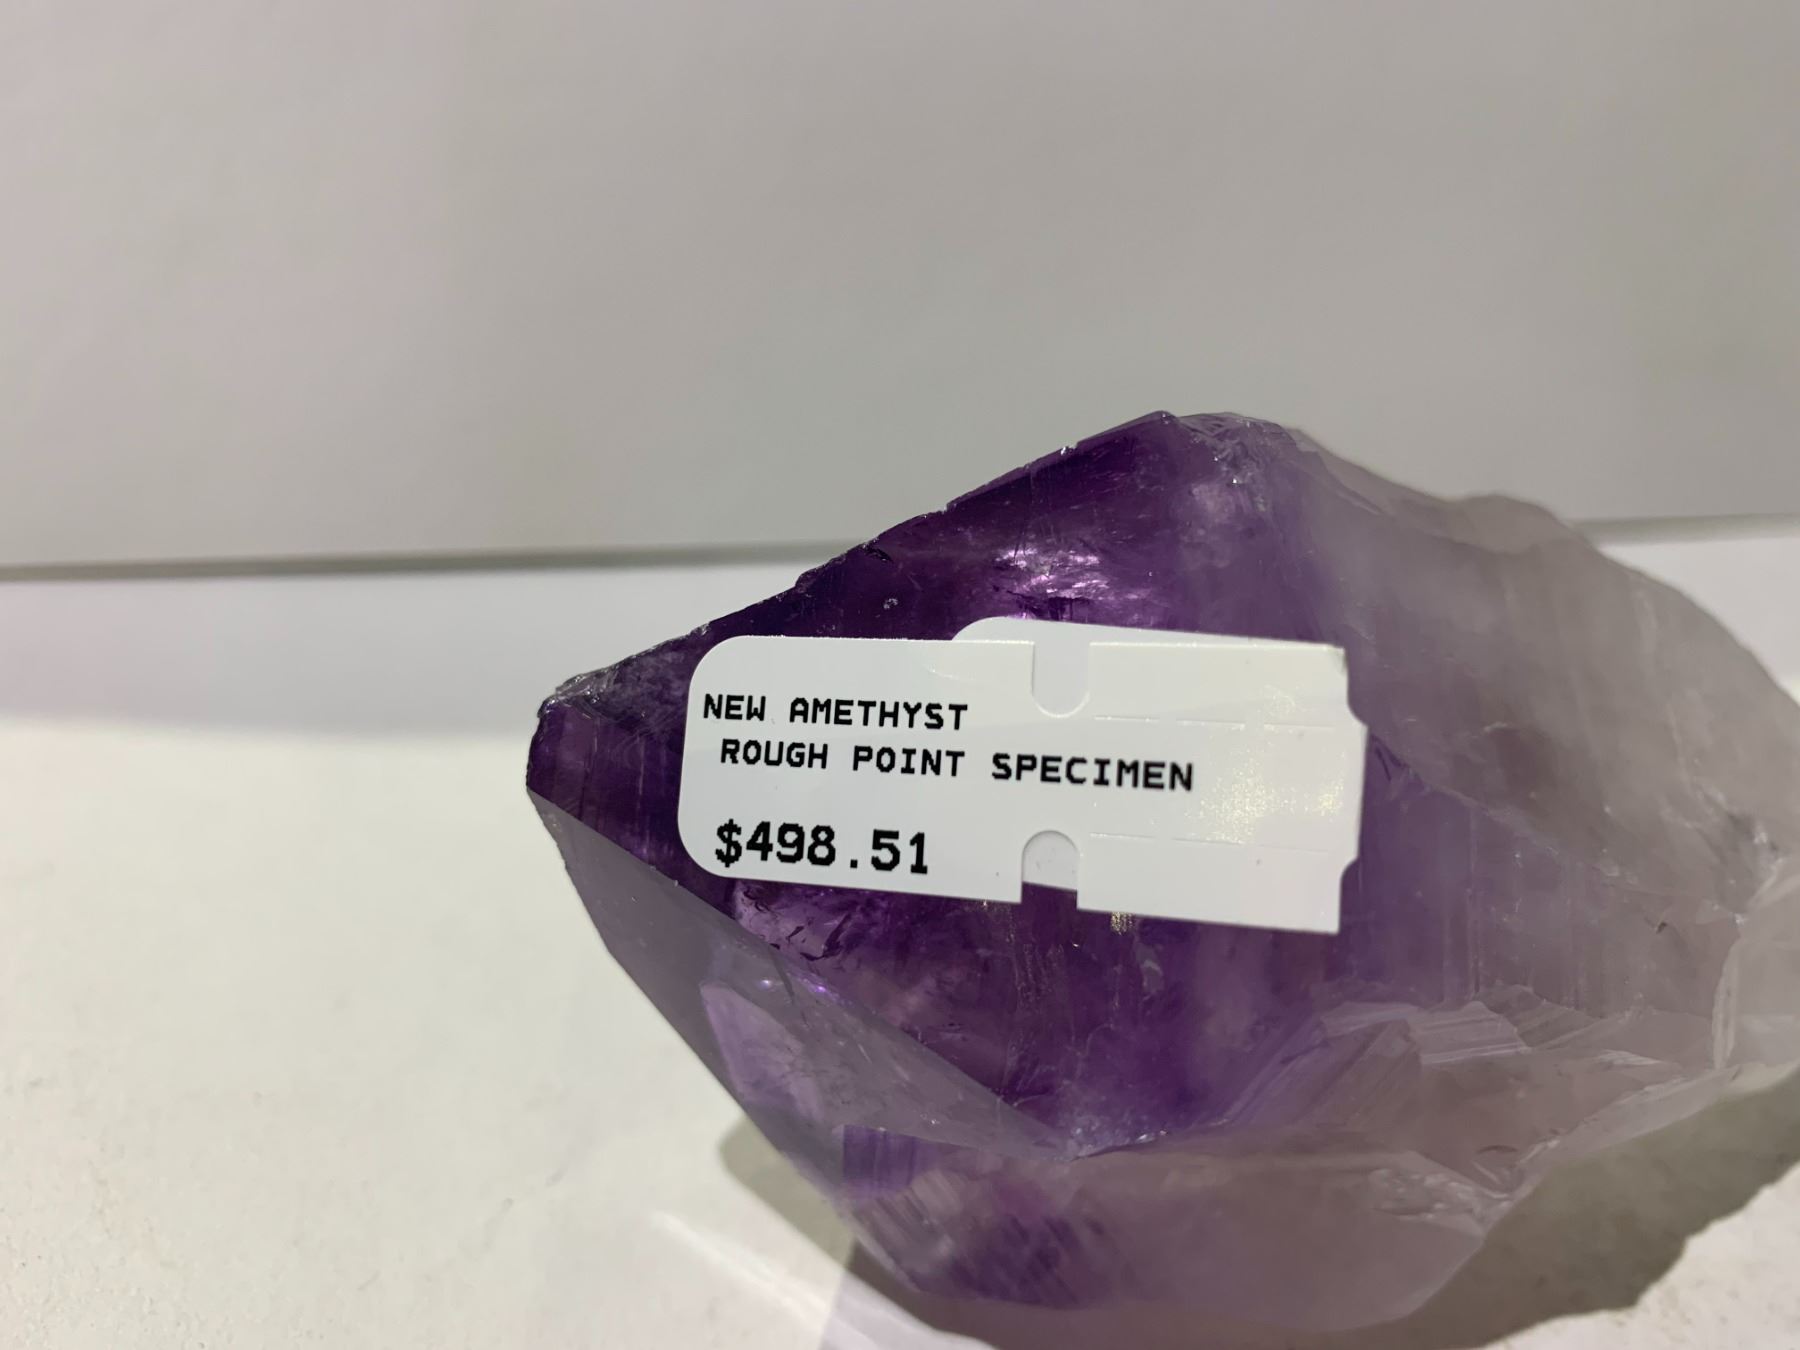 NEW AMETHYST
ROUGH POINT SPECIMEN
$498.51